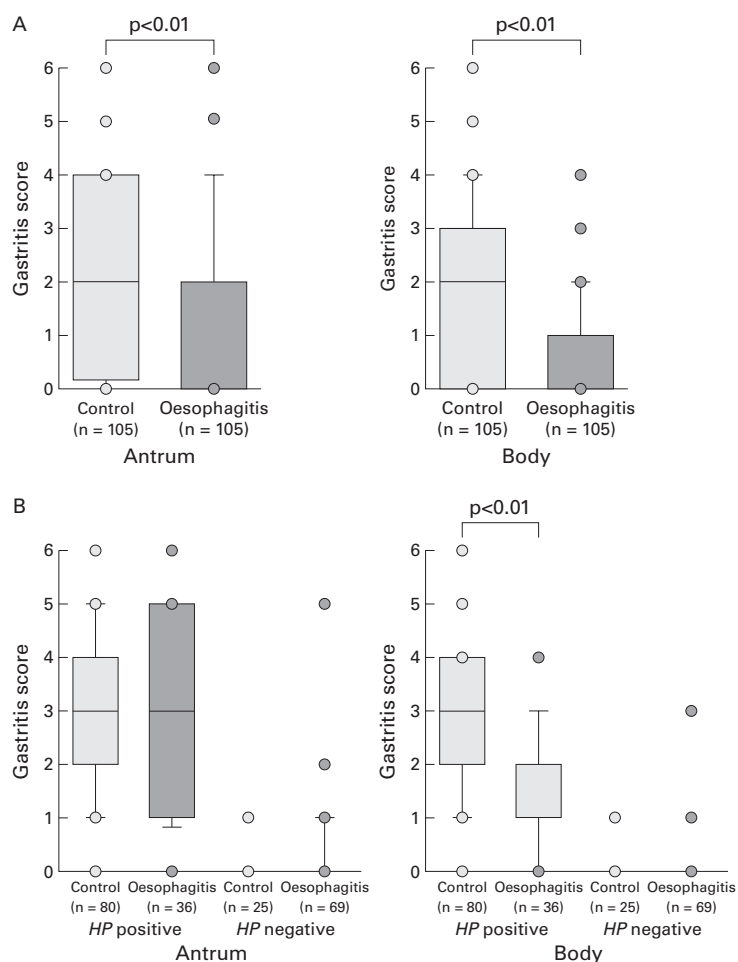 A
p<0.01
p<0.01
Gastritis score
6
5
4
3
2
1
0
Control
(n = 105)
Oesophagitis
(n = 105)
Antrum
Gastritis score
6
5
4
3
2
1
0
Control
(n = 105)
Oesophagitis
(n = 105)
Body
B
p<0.01
Gastritis score
6
5
4
3
2
1
0
Control
(n = 80)
Oesophagitis
(n = 36)
Control
(n = 25)
Oesophagitis
(n = 69)
HP positive
HP negative
Antrum
Gastritis score
6
5
4
3
2
1
0
Control
(n = 80)
Oesophagitis
(n = 36)
Control
(n = 25)
Oesophagitis
(n = 69)
HP positive
HP negative
Body